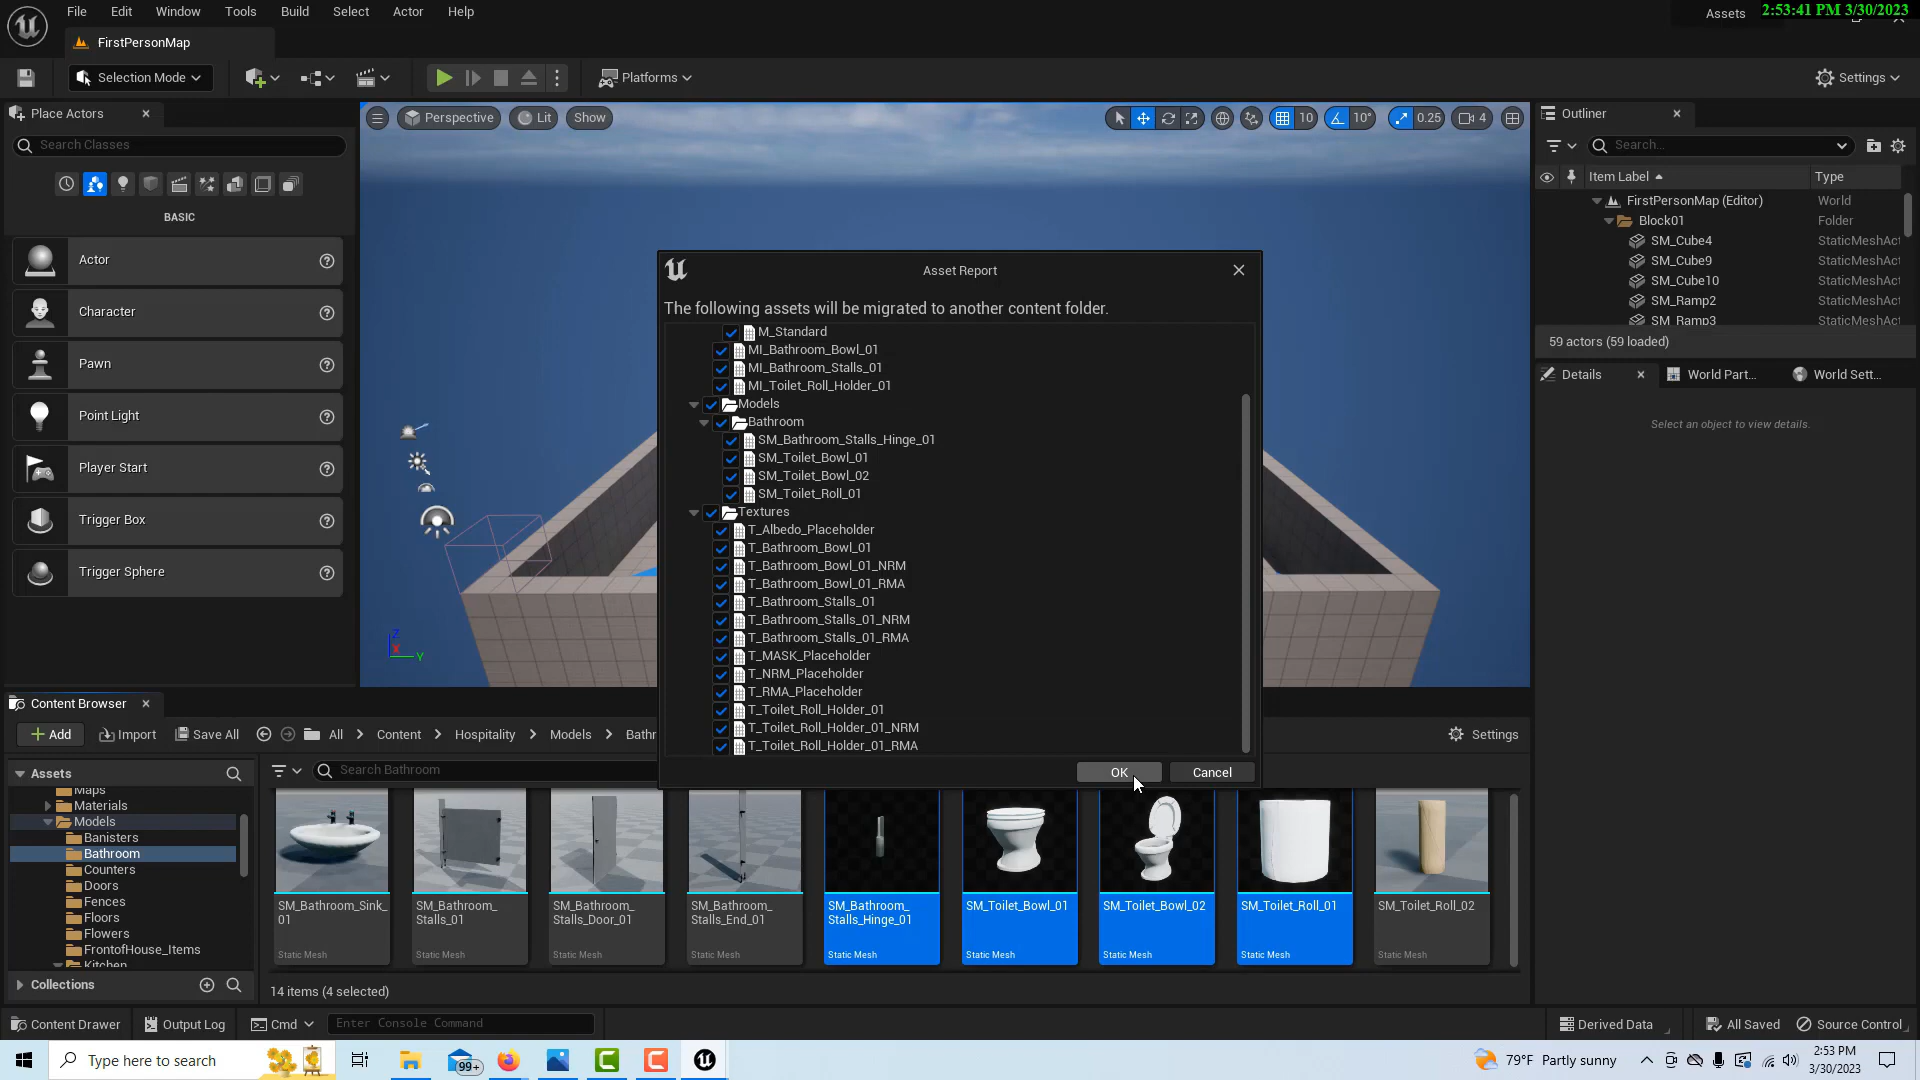 File Edit Window Tools Build Select Actor Help
Assets 2:53:41 PM 3/30/2023
FirstPersonMap
Selection Mode
Platforms
Settings
Place Actors
Search Classes
BASIC
Actor
Character
Pawn
Point Light
Player Start
Trigger Box
Trigger Sphere
Perspective Lit Show
10 10° 0.25 4
Z
X
Y
Asset Report
The following assets will be migrated to another content folder.
M_Standard
MI_Bathroom_Bowl_01
MI_Bathroom_Stalls_01
MI_Toilet_Roll_Holder_01
Models
Bathroom
SM_Bathroom_Stalls_Hinge_01
SM_Toilet_Bowl_01
SM_Toilet_Bowl_02
SM_Toilet_Roll_01
Textures
T_Albedo_Placeholder
T_Bathroom_Bowl_01
T_Bathroom_Bowl_01_NRM
T_Bathroom_Bowl_01_RMA
T_Bathroom_Stalls_01
T_Bathroom_Stalls_01_NRM
T_Bathroom_Stalls_01_RMA
T_MASK_Placeholder
T_NRM_Placeholder
T_RMA_Placeholder
T_Toilet_Roll_Holder_01
T_Toilet_Roll_Holder_01_NRM
T_Toilet_Roll_Holder_01_RMA
OK Cancel
Outliner
Search...
Item Label Type
FirstPersonMap (Editor) World
Block01 Folder
SM_Cube4 StaticMeshAct
SM_Cube9 StaticMeshAct
SM_Cube10 StaticMeshAct
SM_Ramp2 StaticMeshAct
SM_Ramp3 StaticMeshAct
59 actors (59 loaded)
Details World Part... World Sett...
Select an object to view details.
Content Browser
Add Import Save All All Content Hospitality Models Bathr
Settings
Assets
Search Bathroom
Maps
Materials
Models
Banisters
Bathroom
Counters
Doors
Fences
Floors
Flowers
FrontofHouse_Items
Kitchen
Collections
SM_Bathroom_Sink_
01
Static Mesh
SM_Bathroom_
Stalls_01
Static Mesh
SM_Bathroom_
Stalls_Door_01
Static Mesh
SM_Bathroom_
Stalls_End_01
Static Mesh
SM_Bathroom_
Stalls_Hinge_01
Static Mesh
SM_Toilet_Bowl_01
Static Mesh
SM_Toilet_Bowl_02
Static Mesh
SM_Toilet_Roll_01
Static Mesh
SM_Toilet_Roll_02
Static Mesh
14 items (4 selected)
Content Drawer Output Log Cmd Enter Console Command
Derived Data All Saved Source Control
Type here to search
99+
79°F Partly sunny
2:53 PM
3/30/2023